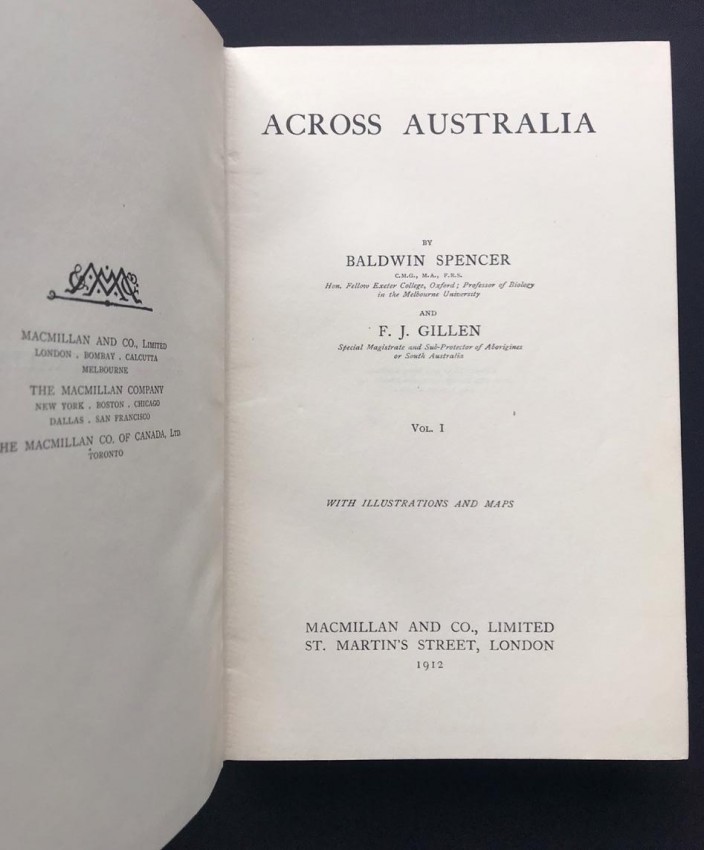 MACMILLAN AND CO., LIMITED
LONDON . BOMBAY . CALCUTTA
MELBOURNE
THE MACMILLAN COMPANY
NEW YORK . BOSTON . CHICAGO
DALLAS . SAN FRANCISCO
HE MACMILLAN CO. OF CANADA, LTD
TORONTO
ACROSS AUSTRALIA
BY
BALDWIN SPENCER
C.M.G., M.A., F.R.S.
Hon. Fellow Exeter College, Oxford; Professor of Biology
in the Melbourne University
AND
F. J. GILLEN
Special Magistrate and Sub-Protector of Aborigines
or South Australia
VOL. I
WITH ILLUSTRATIONS AND MAPS
MACMILLAN AND CO., LIMITED
ST. MARTIN'S STREET, LONDON
1912